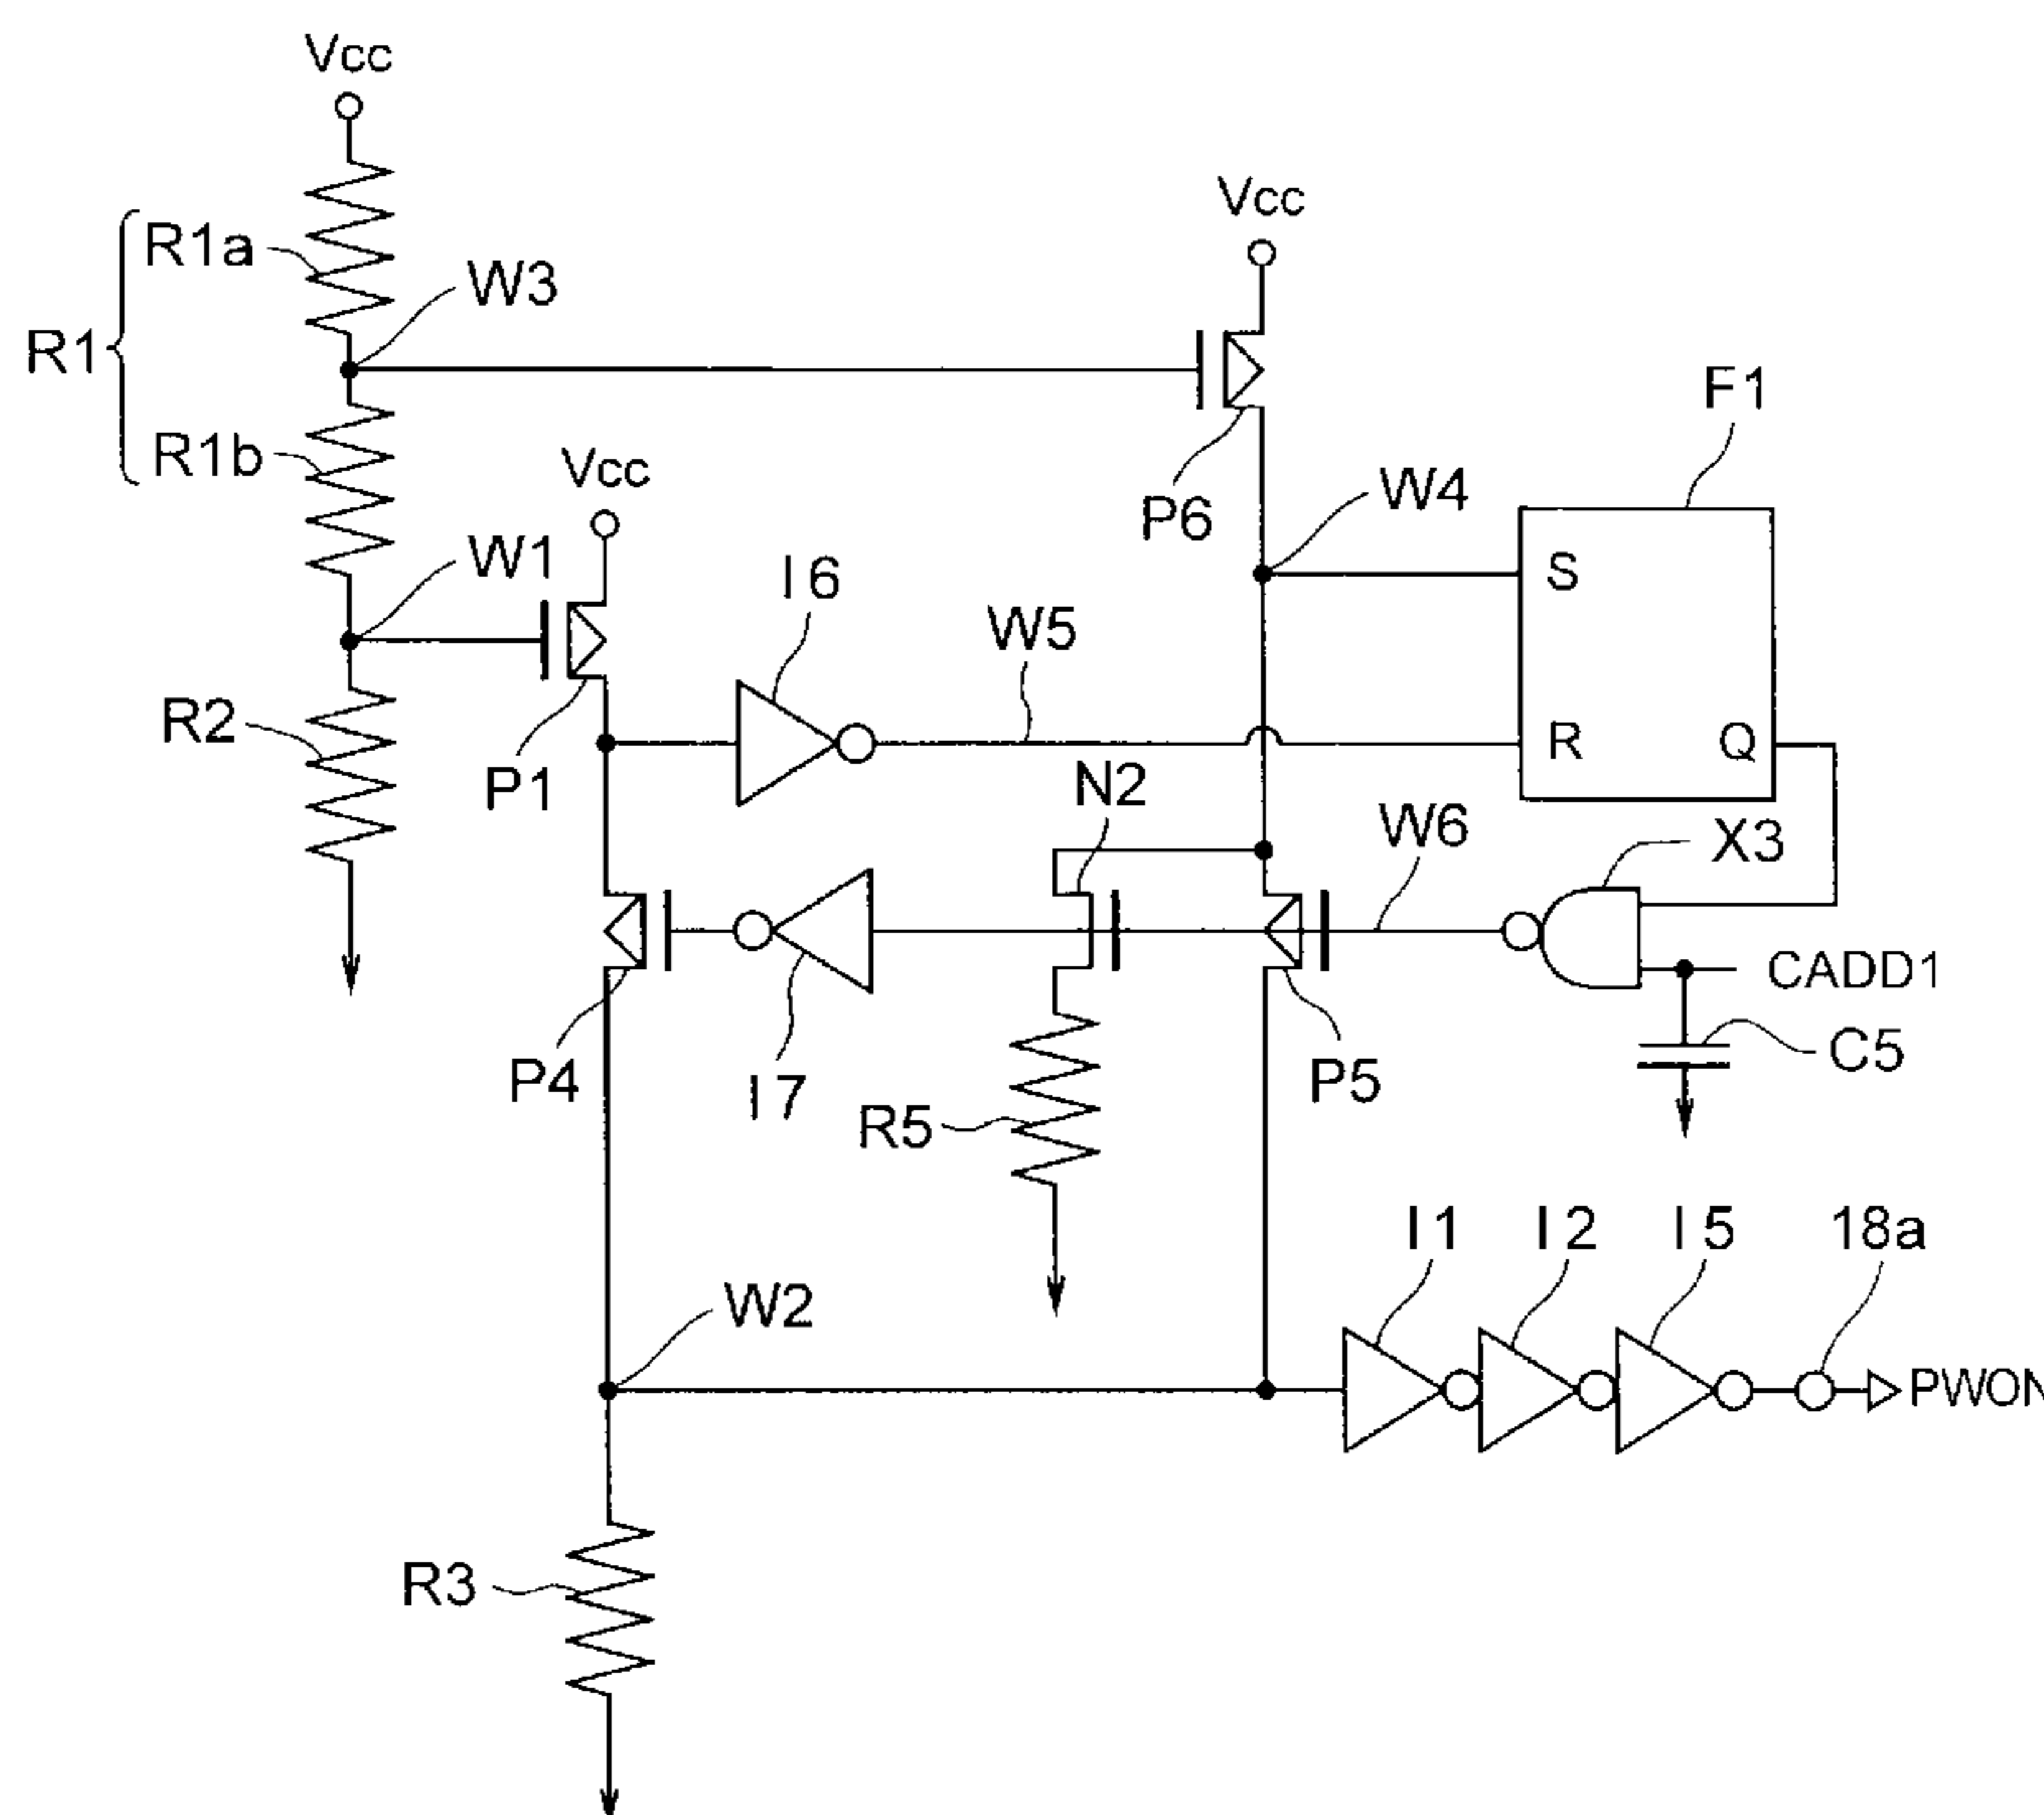 Vcc
Vcc
R1a
W3
R1
F1
R1b
Vcc
W4
P6
W1
I6
S
W5
R2
R
Q
P1
N2
W6
X3
CADD1
P4
I7
R5
P5
C5
I1
I2
I5
18a
W2
PWON
R3